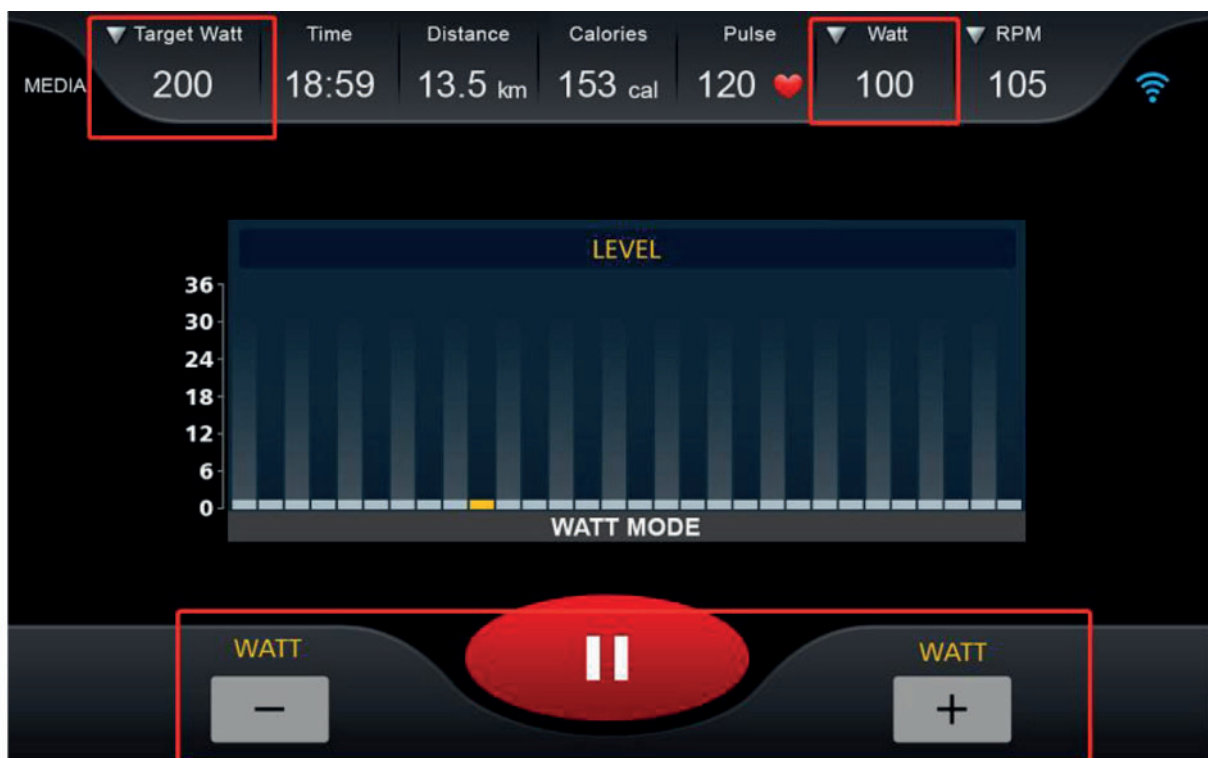 Target Watt Time Distance Calories Pulse Watt RPM
MEDIA 200 18:59 13.5 km 153 cal 120 100 105
LEVEL
36
30
24
18
12
6
0
WATT MODE
WATT WATT
− +